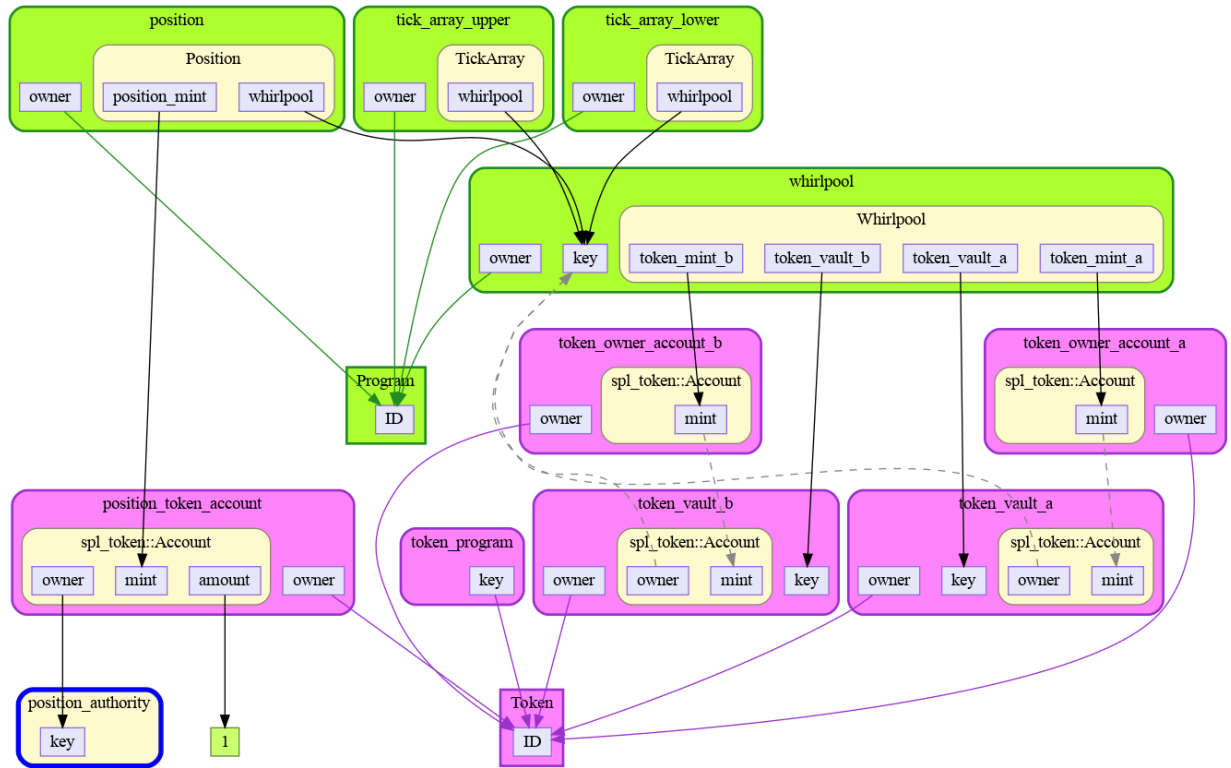 position
tick_array_upper
tick_array_lower
Position
TickArray
TickArray
owner
position_mint
whirlpool
owner
whirlpool
owner
whirlpool
whirlpool
Whirlpool
owner
key
token_mint_b
token_vault_b
token_vault_a
token_mint_a
token_owner_account_b
token_owner_account_a
Program
spl_token::Account
spl_token::Account
ID
owner
mint
mint
owner
position_token_account
token_vault_b
token_vault_a
spl_token::Account
token_program
spl_token::Account
spl_token::Account
owner
mint
amount
owner
key
owner
owner
mint
key
owner
key
owner
mint
position_authority
Token
key
1
ID